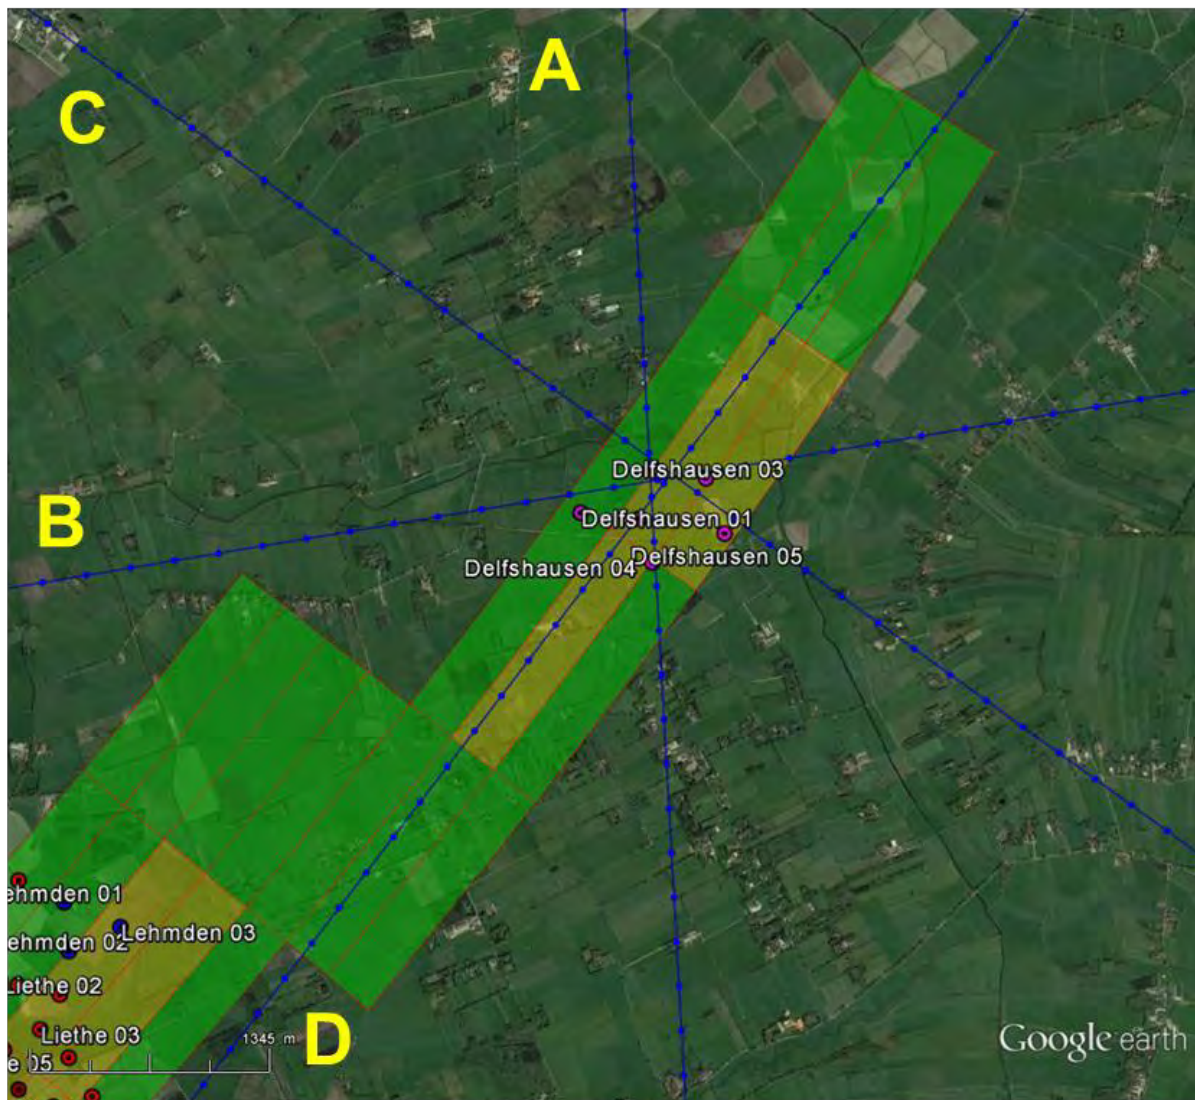 A
C
Delfshausen 03
B
Delfshausen 01
Delfshausen 05
Delfshausen 04
ehmden 01
Lehmden 03
ehmden 02
Liethe 02
Liethe 03
1345 m
D
Google earth
e 05